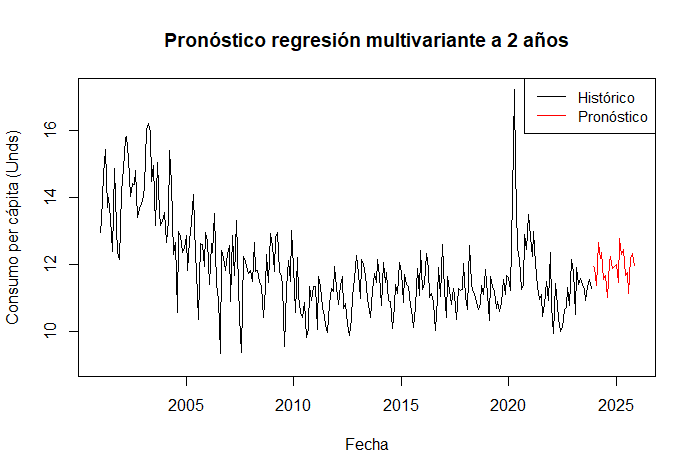 Pronóstico regresión multivariante a 2 años
Histórico
Pronóstico
Consumo per cápita (Unds)
16
14
12
10
2005 2010 2015 2020 2025
Fecha